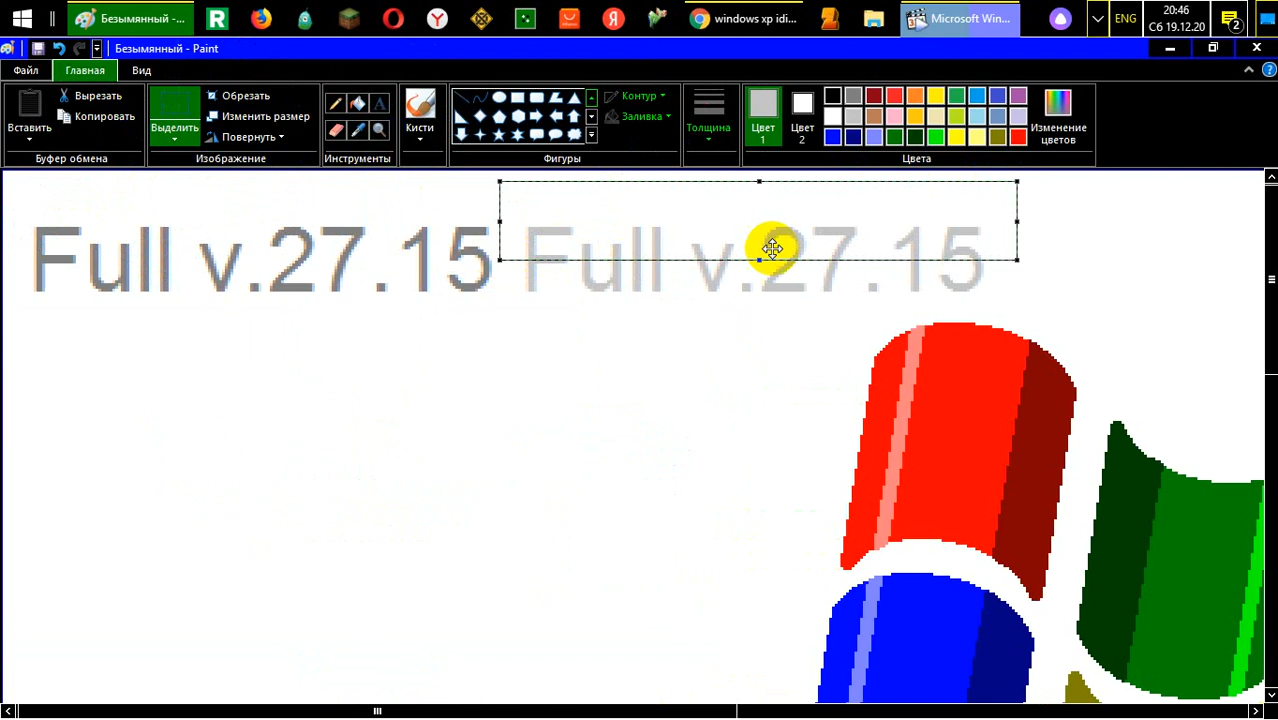 Безымянный -...
windows xp idi...
Microsoft Win...
ENG
20:46
Сб 19.12.20
2
Безымянный - Paint
Файл
Главная
Вид
Вставить
Вырезать
Копировать
Буфер обмена
Выделить
Обрезать
Изменить размер
Повернуть
Изображение
A
Инструменты
Кисти
Контур
Заливка
Фигуры
Толщина
Цвет
1
Цвет
2
Изменение
цветов
Цвета
Full v.27.15
Full v.27.15